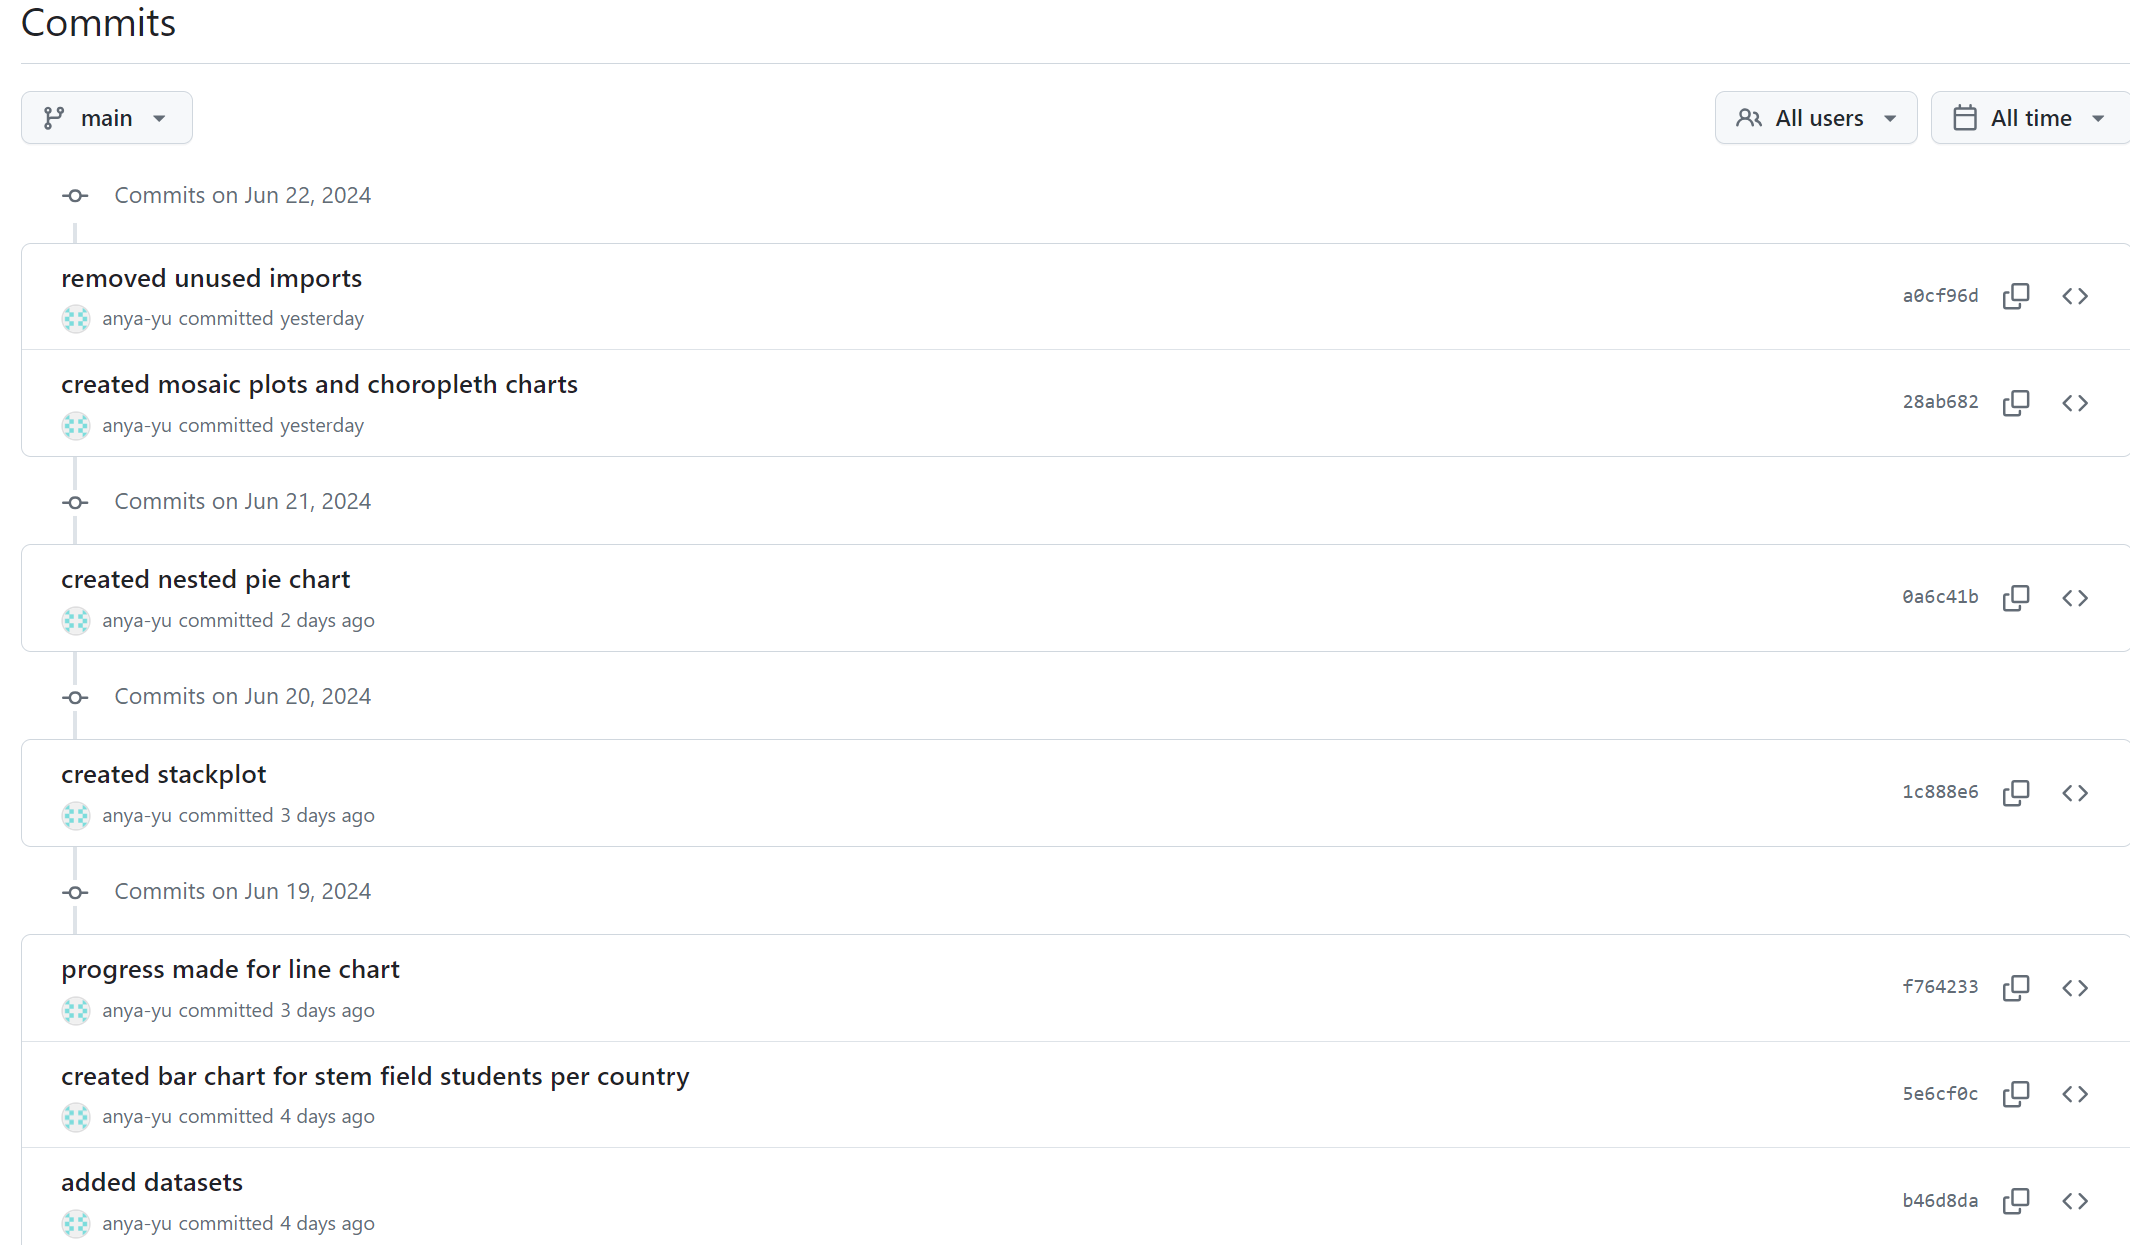 Commits
main
All users
All time
Commits on Jun 22, 2024
removed unused imports
anya-yu committed yesterday
a0cf96d
created mosaic plots and choropleth charts
anya-yu committed yesterday
28ab682
Commits on Jun 21, 2024
created nested pie chart
anya-yu committed 2 days ago
0a6c41b
Commits on Jun 20, 2024
created stackplot
anya-yu committed 3 days ago
1c888e6
Commits on Jun 19, 2024
progress made for line chart
anya-yu committed 3 days ago
f764233
created bar chart for stem field students per country
anya-yu committed 4 days ago
5e6cf0c
added datasets
anya-yu committed 4 days ago
b46d8da